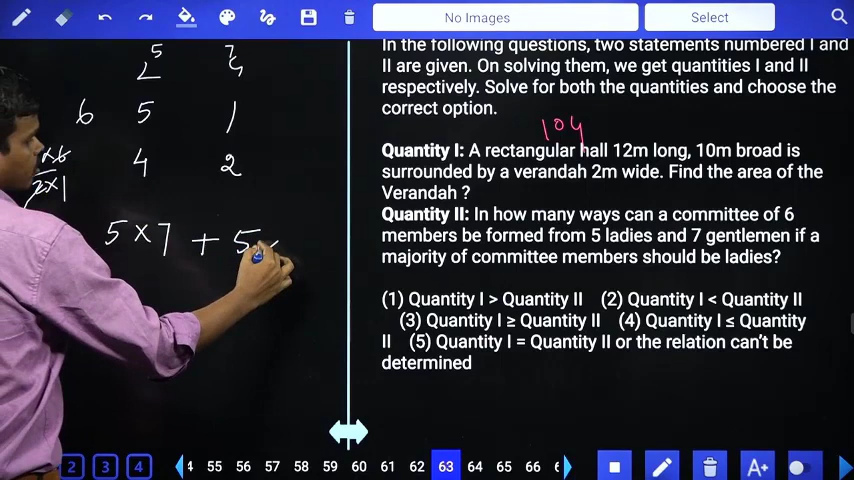 No Images
Select
In the following questions, two statements numbered I and
II are given. On solving them, we get quantities I and II
respectively. Solve for both the quantities and choose the
correct option.
104
Quantity I: A rectangular hall 12m long, 10m broad is
surrounded by a verandah 2m wide. Find the area of the
Verandah ?
Quantity II: In how many ways can a committee of 6
members be formed from 5 ladies and 7 gentlemen if a
majority of committee members should be ladies?
(1) Quantity I > Quantity II (2) Quantity I < Quantity II
(3) Quantity I ≥ Quantity II (4) Quantity I ≤ Quantity
II (5) Quantity I = Quantity II or the relation can't be
determined
6 5 1
4 2
2×1
5 × 7 + 5
2 3 4
55 56 57 58 59 60 61 62 63 64 65 66
A+